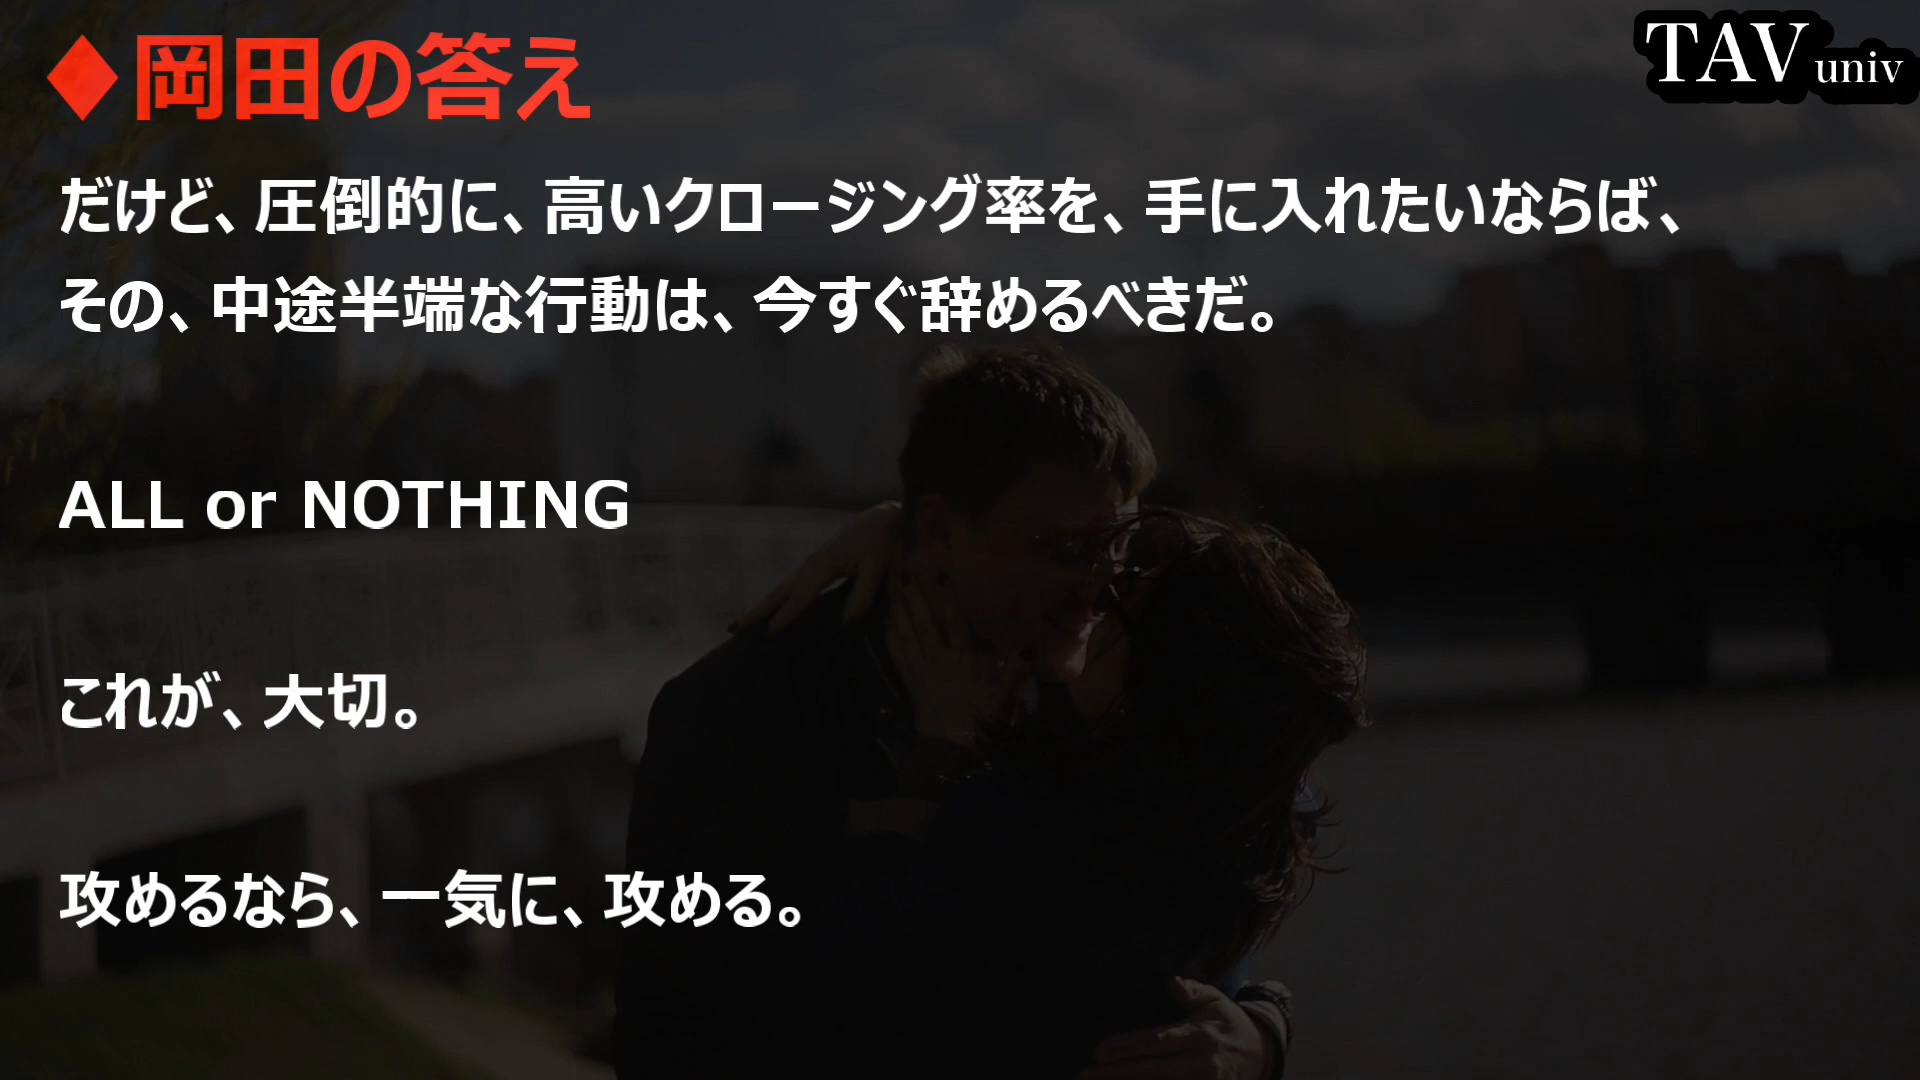 ◆岡田の答え
TAV univ
だけど、圧倒的に、高いクロージング率を、手に入れたいならば、
その、中途半端な行動は、今すぐ辞めるべきだ。
ALL or NOTHING
これが、大切。
攻めるなら、一気に、攻める。